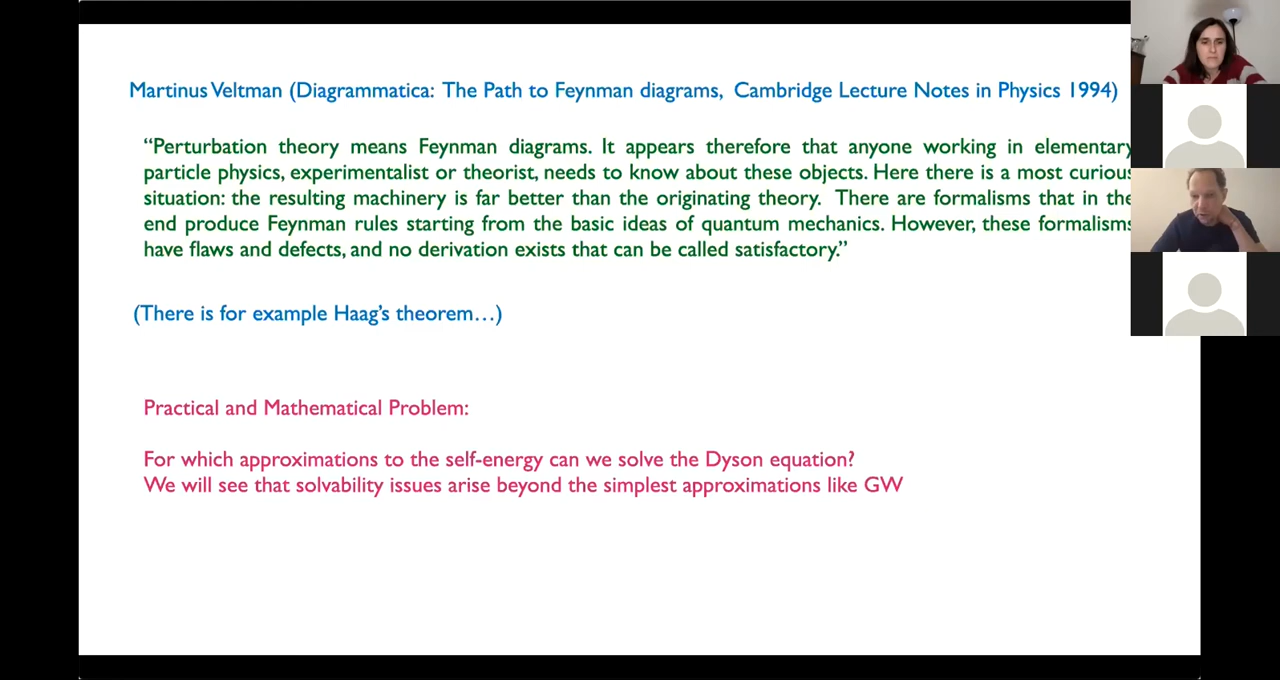 Martinus Veltman (Diagrammatica: The Path to Feynman diagrams, Cambridge Lecture Notes in Physics 1994)
“Perturbation theory means Feynman diagrams. It appears therefore that anyone working in elementary
particle physics, experimentalist or theorist, needs to know about these objects. Here there is a most curious
situation: the resulting machinery is far better than the originating theory. There are formalisms that in the
end produce Feynman rules starting from the basic ideas of quantum mechanics. However, these formalisms
have flaws and defects, and no derivation exists that can be called satisfactory.”
(There is for example Haag’s theorem…)
Practical and Mathematical Problem:
For which approximations to the self-energy can we solve the Dyson equation?
We will see that solvability issues arise beyond the simplest approximations like GW